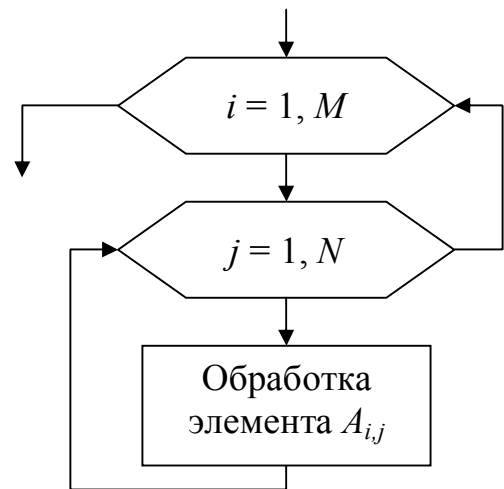 i = 1, M
j = 1, N
Обработка
элемента Ai,j